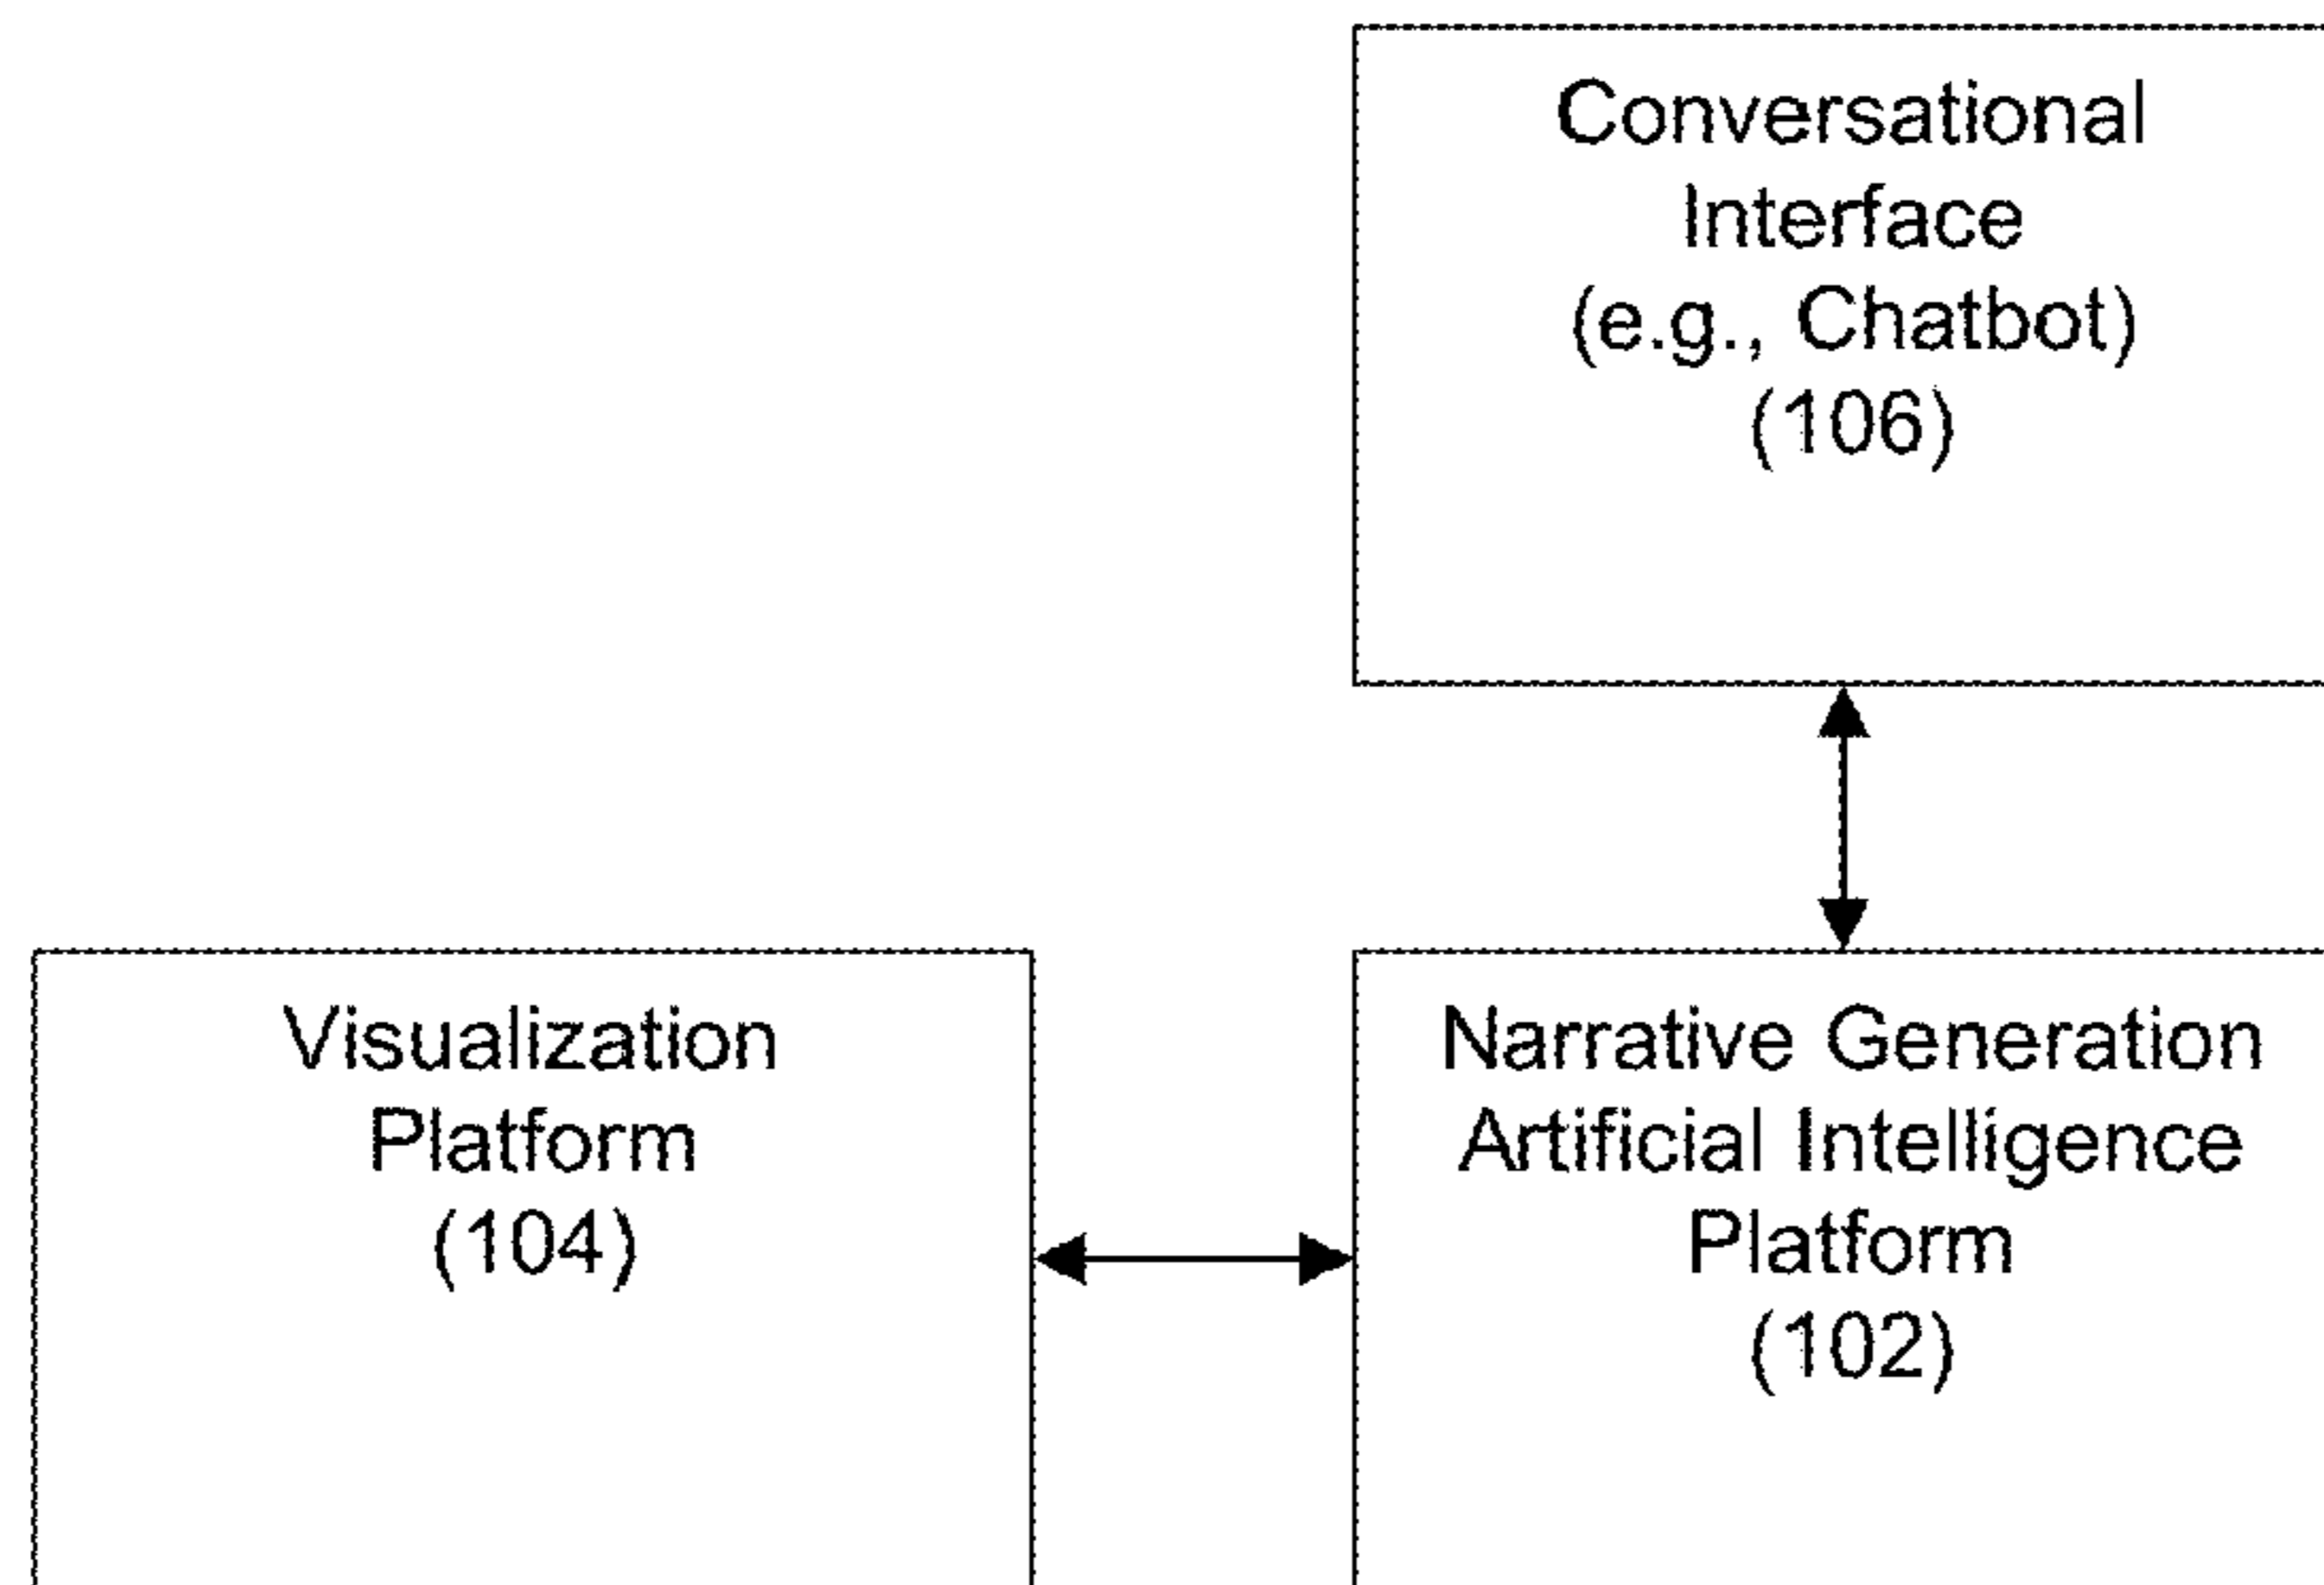 Conversational
Interface
(e.g., Chatbot)
(106)
Visualization
Platform
(104)
Narrative Generation
Artificial Intelligence
Platform
(102)